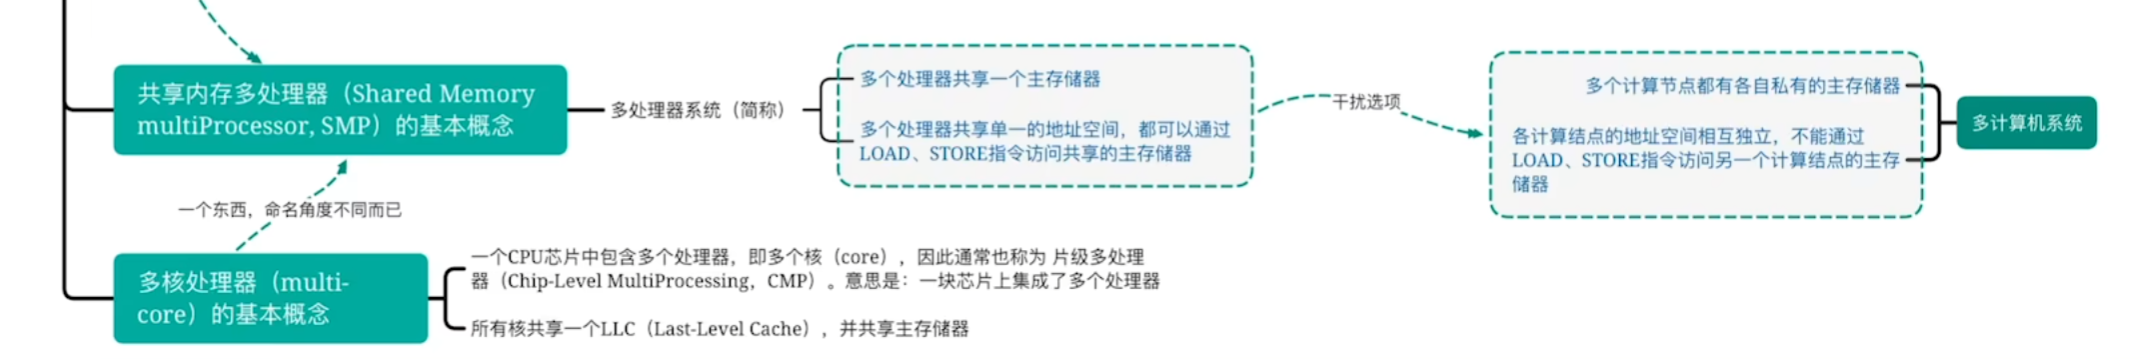 共享内存多处理器（Shared Memory
multiProcessor, SMP）的基本概念
多处理器系统（简称）
多个处理器共享一个主存储器
多个处理器共享单一的地址空间，都可以通过
LOAD、STORE指令访问共享的主存储器
干扰选项
多个计算节点都有各自私有的主存储器
各计算结点的地址空间相互独立，不能通过
LOAD、STORE指令访问另一个计算结点的主存
储器
多计算机系统
一个东西，命名角度不同而已
多核处理器（multi-
core）的基本概念
一个CPU芯片中包含多个处理器，即多个核（core），因此通常也称为 片级多处理
器（Chip-Level MultiProcessing，CMP）。意思是：一块芯片上集成了多个处理器
所有核共享一个LLC（Last-Level Cache），并共享主存储器